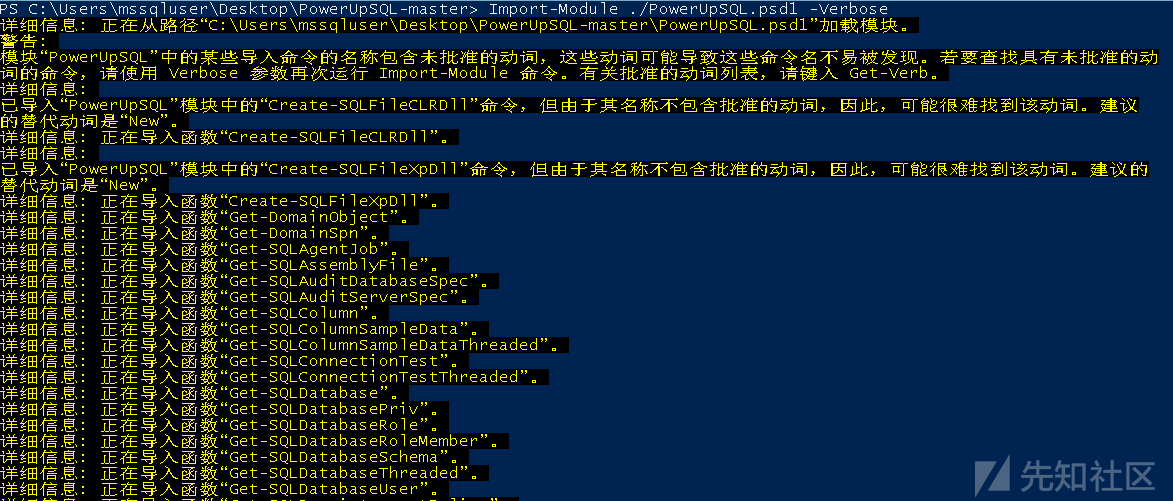 PS C:\Users\mssqluser\Desktop\PowerUpSQL-master> Import-Module ./PowerUpSQL.psd1 -Verbose
详细信息: 正在从路径“C:\Users\mssqluser\Desktop\PowerUpSQL-master\PowerUpSQL.psd1”加载模块。
警告:
模块“PowerUpSQL”中的某些导入命令的名称包含未批准的动词，这些动词可能导致这些命令名不易被发现。若要查找具有未批准的动
词的命令，请使用 Verbose 参数再次运行 Import-Module 命令。有关批准的动词列表，请键入 Get-Verb。
详细信息:
已导入“PowerUpSQL”模块中的“Create-SQLFileCLRDll”命令，但由于其名称不包含批准的动词，因此，可能很难找到该动词。建议
的替代动词是“New”。
详细信息: 正在导入函数“Create-SQLFileCLRDll”。
详细信息:
已导入“PowerUpSQL”模块中的“Create-SQLFileXpDll”命令，但由于其名称不包含批准的动词，因此，可能很难找到该动词。建议的
替代动词是“New”。
详细信息: 正在导入函数“Create-SQLFileXpDll”。
详细信息: 正在导入函数“Get-DomainObject”。
详细信息: 正在导入函数“Get-DomainSpn”。
详细信息: 正在导入函数“Get-SQLAgentJob”。
详细信息: 正在导入函数“Get-SQLAssemblyFile”。
详细信息: 正在导入函数“Get-SQLAuditDatabaseSpec”。
详细信息: 正在导入函数“Get-SQLAuditServerSpec”。
详细信息: 正在导入函数“Get-SQLColumn”。
详细信息: 正在导入函数“Get-SQLColumnSampleData”。
详细信息: 正在导入函数“Get-SQLColumnSampleDataThreaded”。
详细信息: 正在导入函数“Get-SQLConnectionTest”。
详细信息: 正在导入函数“Get-SQLConnectionTestThreaded”。
详细信息: 正在导入函数“Get-SQLDatabase”。
详细信息: 正在导入函数“Get-SQLDatabasePriv”。
详细信息: 正在导入函数“Get-SQLDatabaseRole”。
详细信息: 正在导入函数“Get-SQLDatabaseRoleMember”。
详细信息: 正在导入函数“Get-SQLDatabaseSchema”。
详细信息: 正在导入函数“Get-SQLDatabaseThreaded”。
详细信息: 正在导入函数“Get-SQLDatabaseUser”。
先知社区